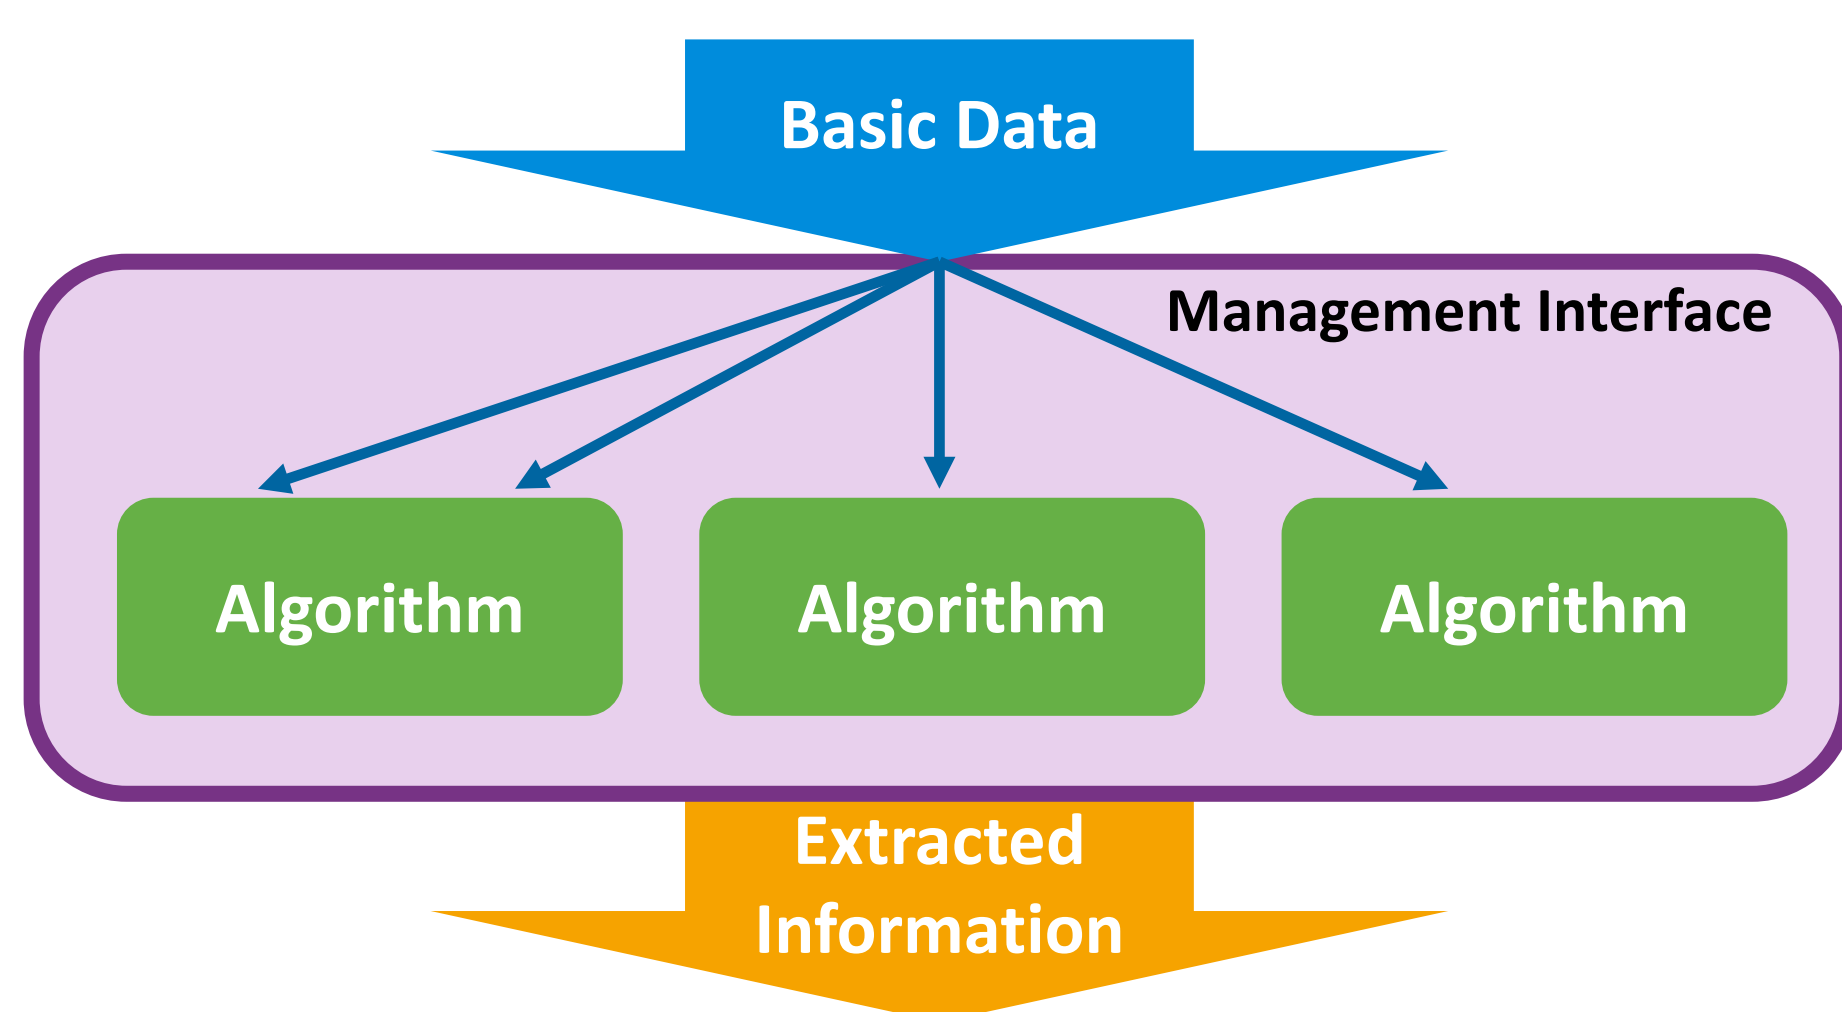 Basic Data
Management Interface
Algorithm
Algorithm
Algorithm
Extracted
Information